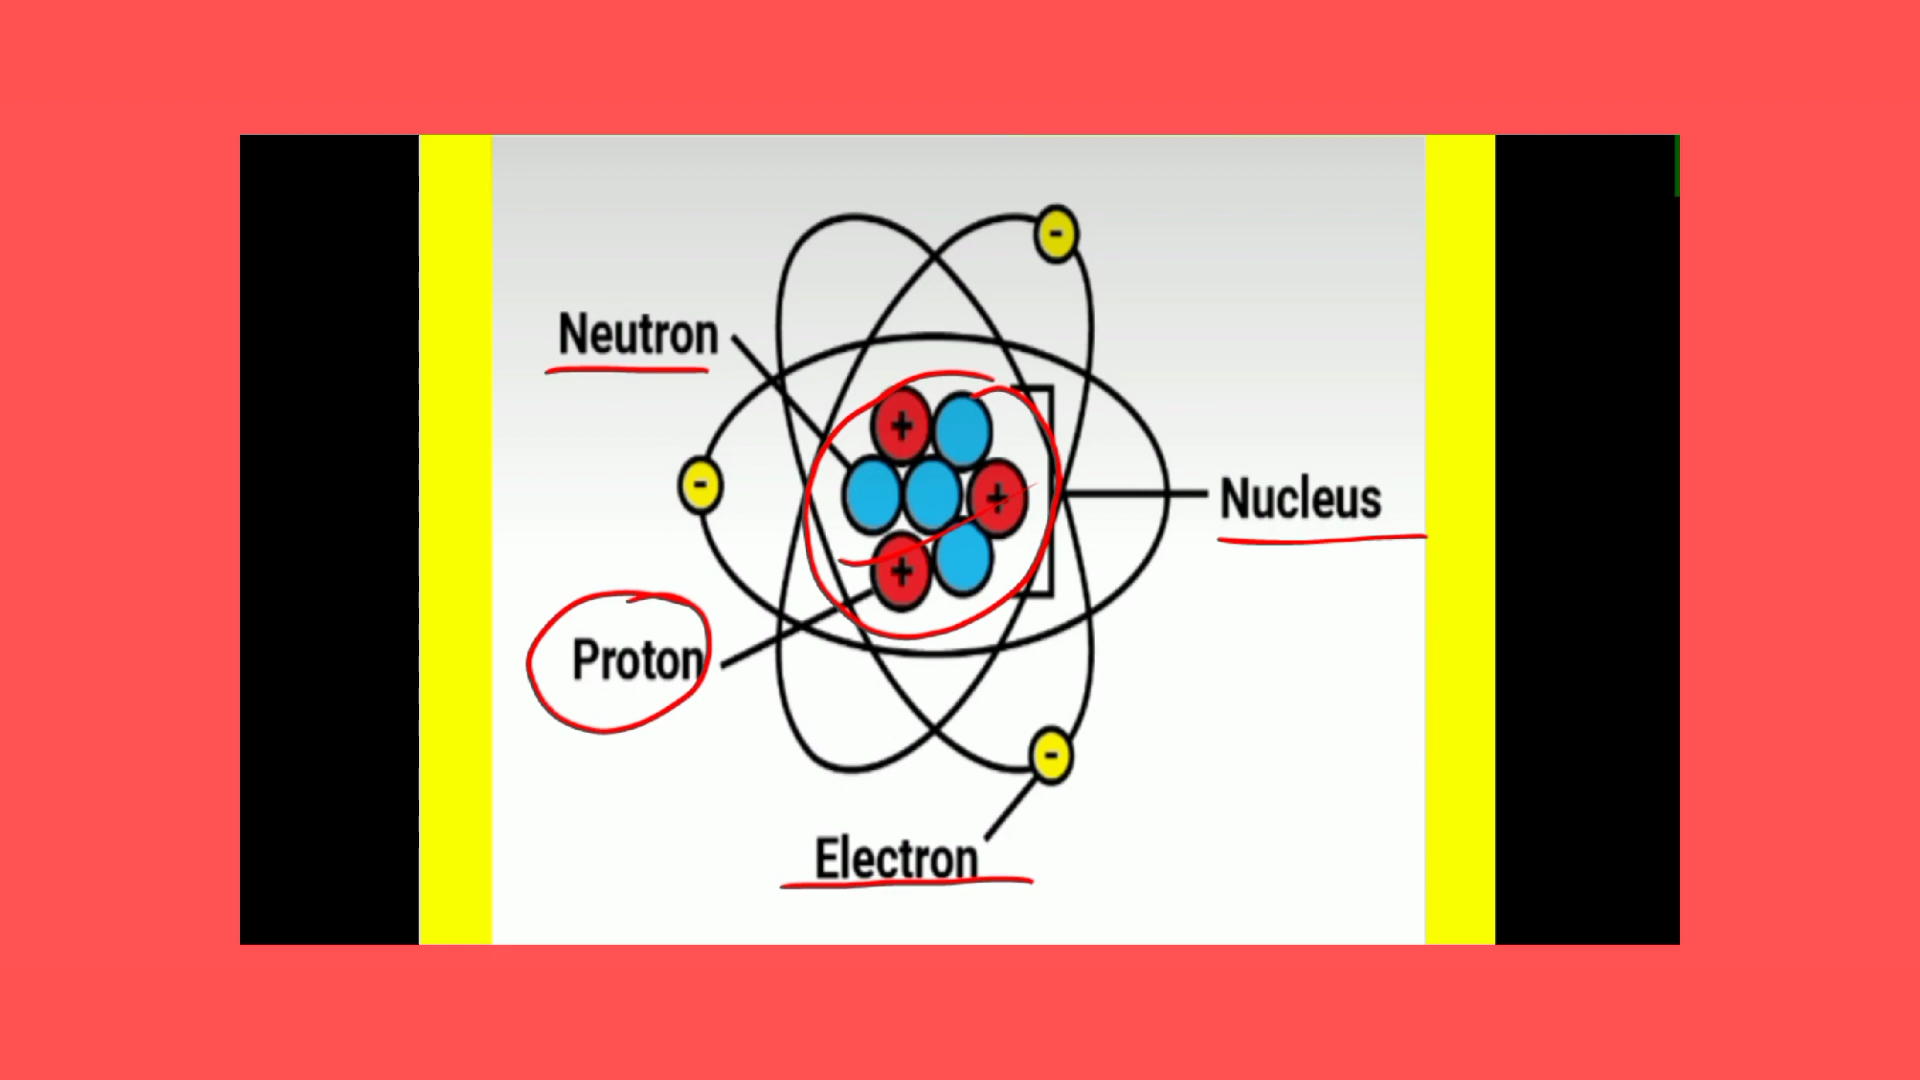 -
Neutron
+
-
+
Nucleus
+
Proton
-
Electron